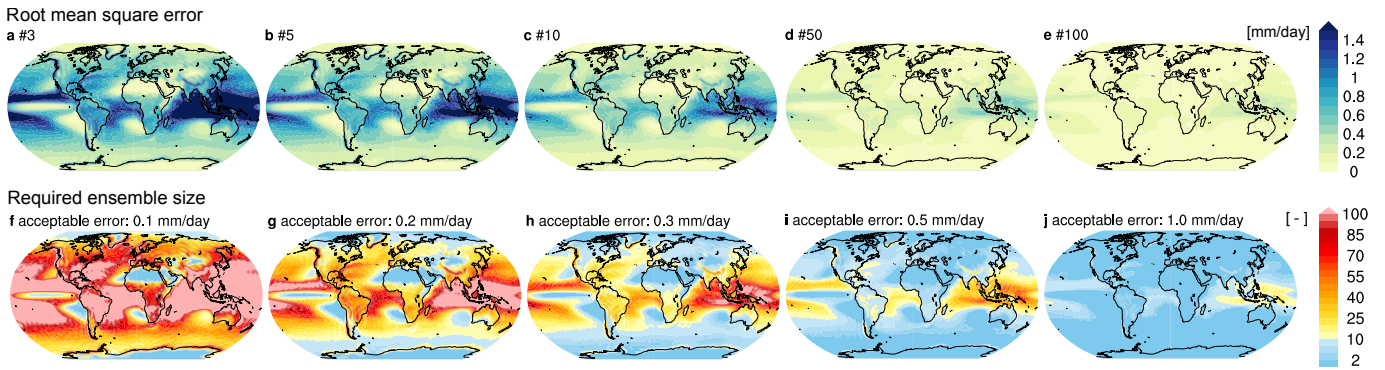 Root mean square error
a #3
b #5
c #10
d #50
e #100
[mm/day]
1.4
1.2
1
0.8
0.6
0.4
0.2
0
Required ensemble size
f acceptable error: 0.1 mm/day
g acceptable error: 0.2 mm/day
h acceptable error: 0.3 mm/day
i acceptable error: 0.5 mm/day
j acceptable error: 1.0 mm/day
[ - ]
100
85
70
55
40
25
10
2